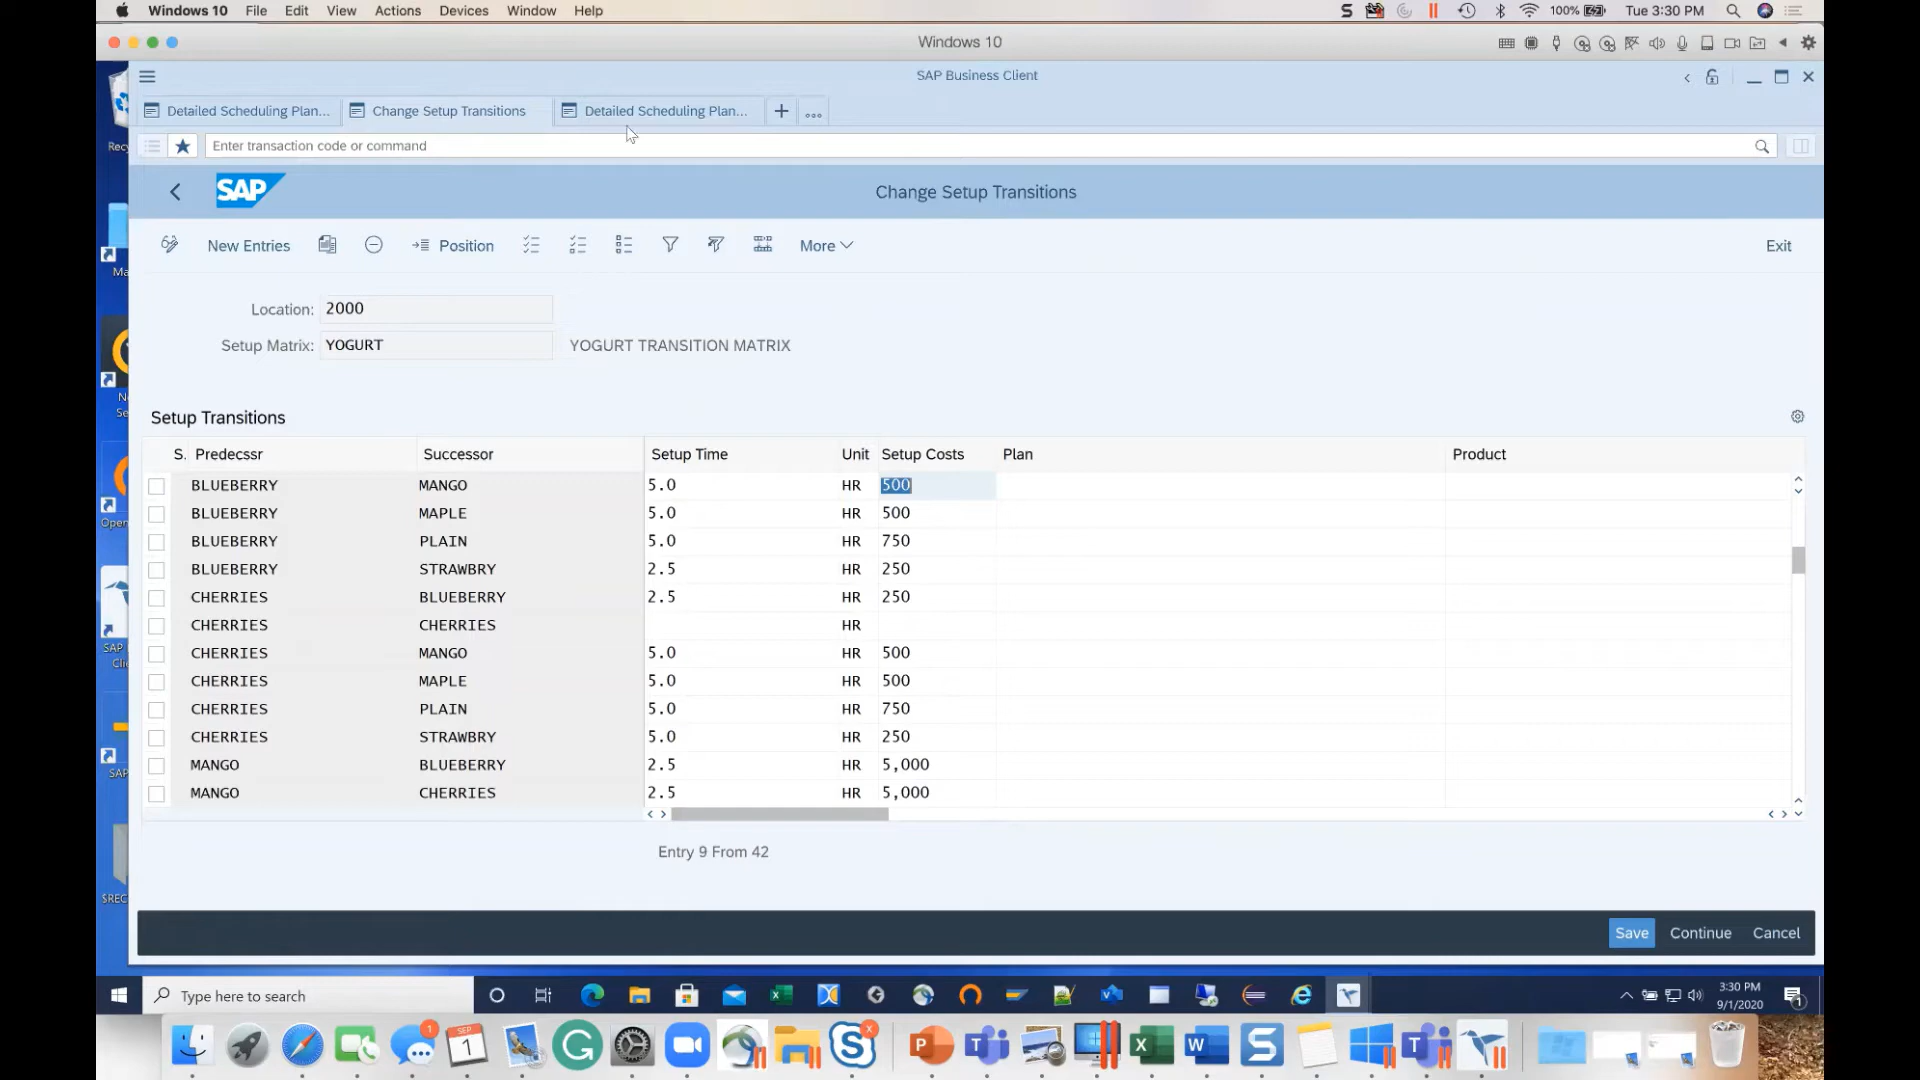 Windows 10 File Edit View Actions Devices Window Help 100% Tue 3:30 PM
Windows 10
SAP Business Client
Detailed Scheduling Plan... Change Setup Transitions Detailed Scheduling Plan... + ...
Enter transaction code or command
SAP Change Setup Transitions
New Entries Position More Exit
Location: 2000
Setup Matrix: YOGURT YOGURT TRANSITION MATRIX
Setup Transitions
S. Predecssr Successor Setup Time Unit Setup Costs Plan Product
BLUEBERRY MANGO 5.0 HR 500
BLUEBERRY MAPLE 5.0 HR 500
BLUEBERRY PLAIN 5.0 HR 750
BLUEBERRY STRAWBRY 2.5 HR 250
CHERRIES BLUEBERRY 2.5 HR 250
CHERRIES CHERRIES HR
CHERRIES MANGO 5.0 HR 500
CHERRIES MAPLE 5.0 HR 500
CHERRIES PLAIN 5.0 HR 750
CHERRIES STRAWBRY 5.0 HR 250
MANGO BLUEBERRY 2.5 HR 5,000
MANGO CHERRIES 2.5 HR 5,000
Entry 9 From 42
Save Continue Cancel
Type here to search
3:30 PM
9/1/2020
SEP
1